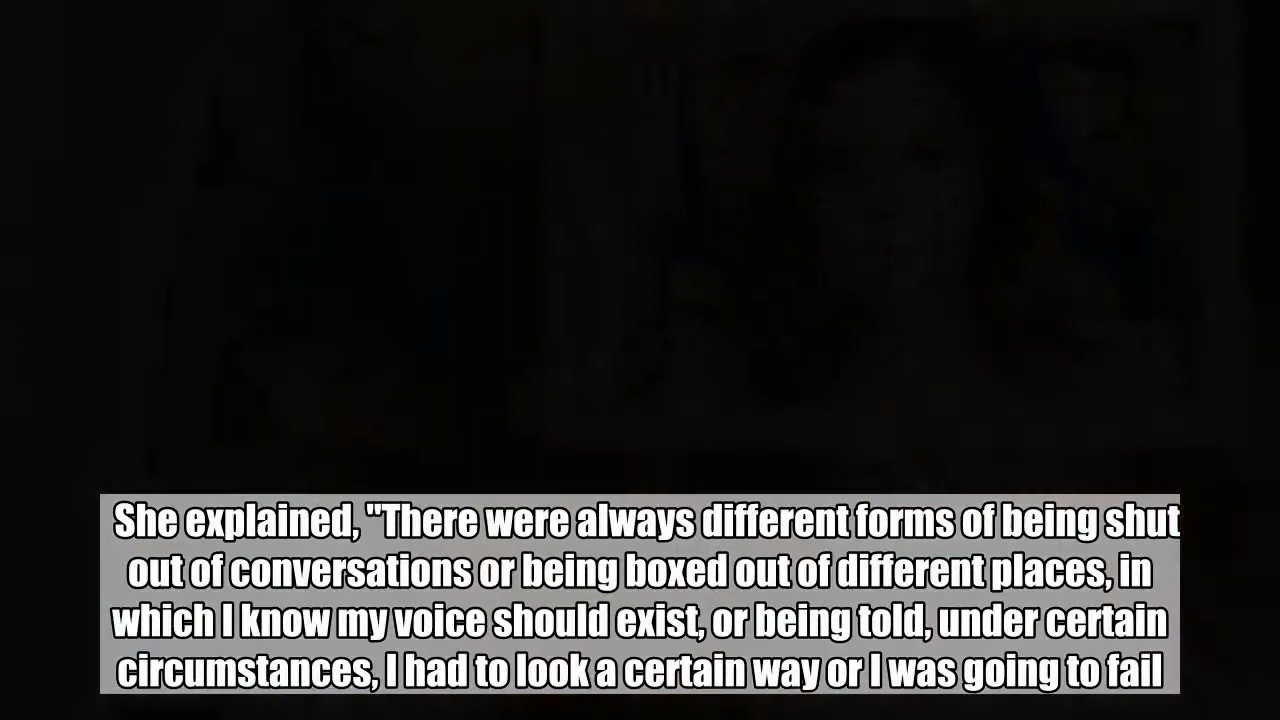 She explained, "There were always different forms of being shut
out of conversations or being boxed out of different places, in
which I know my voice should exist, or being told, under certain
circumstances, I had to look a certain way or I was going to fail